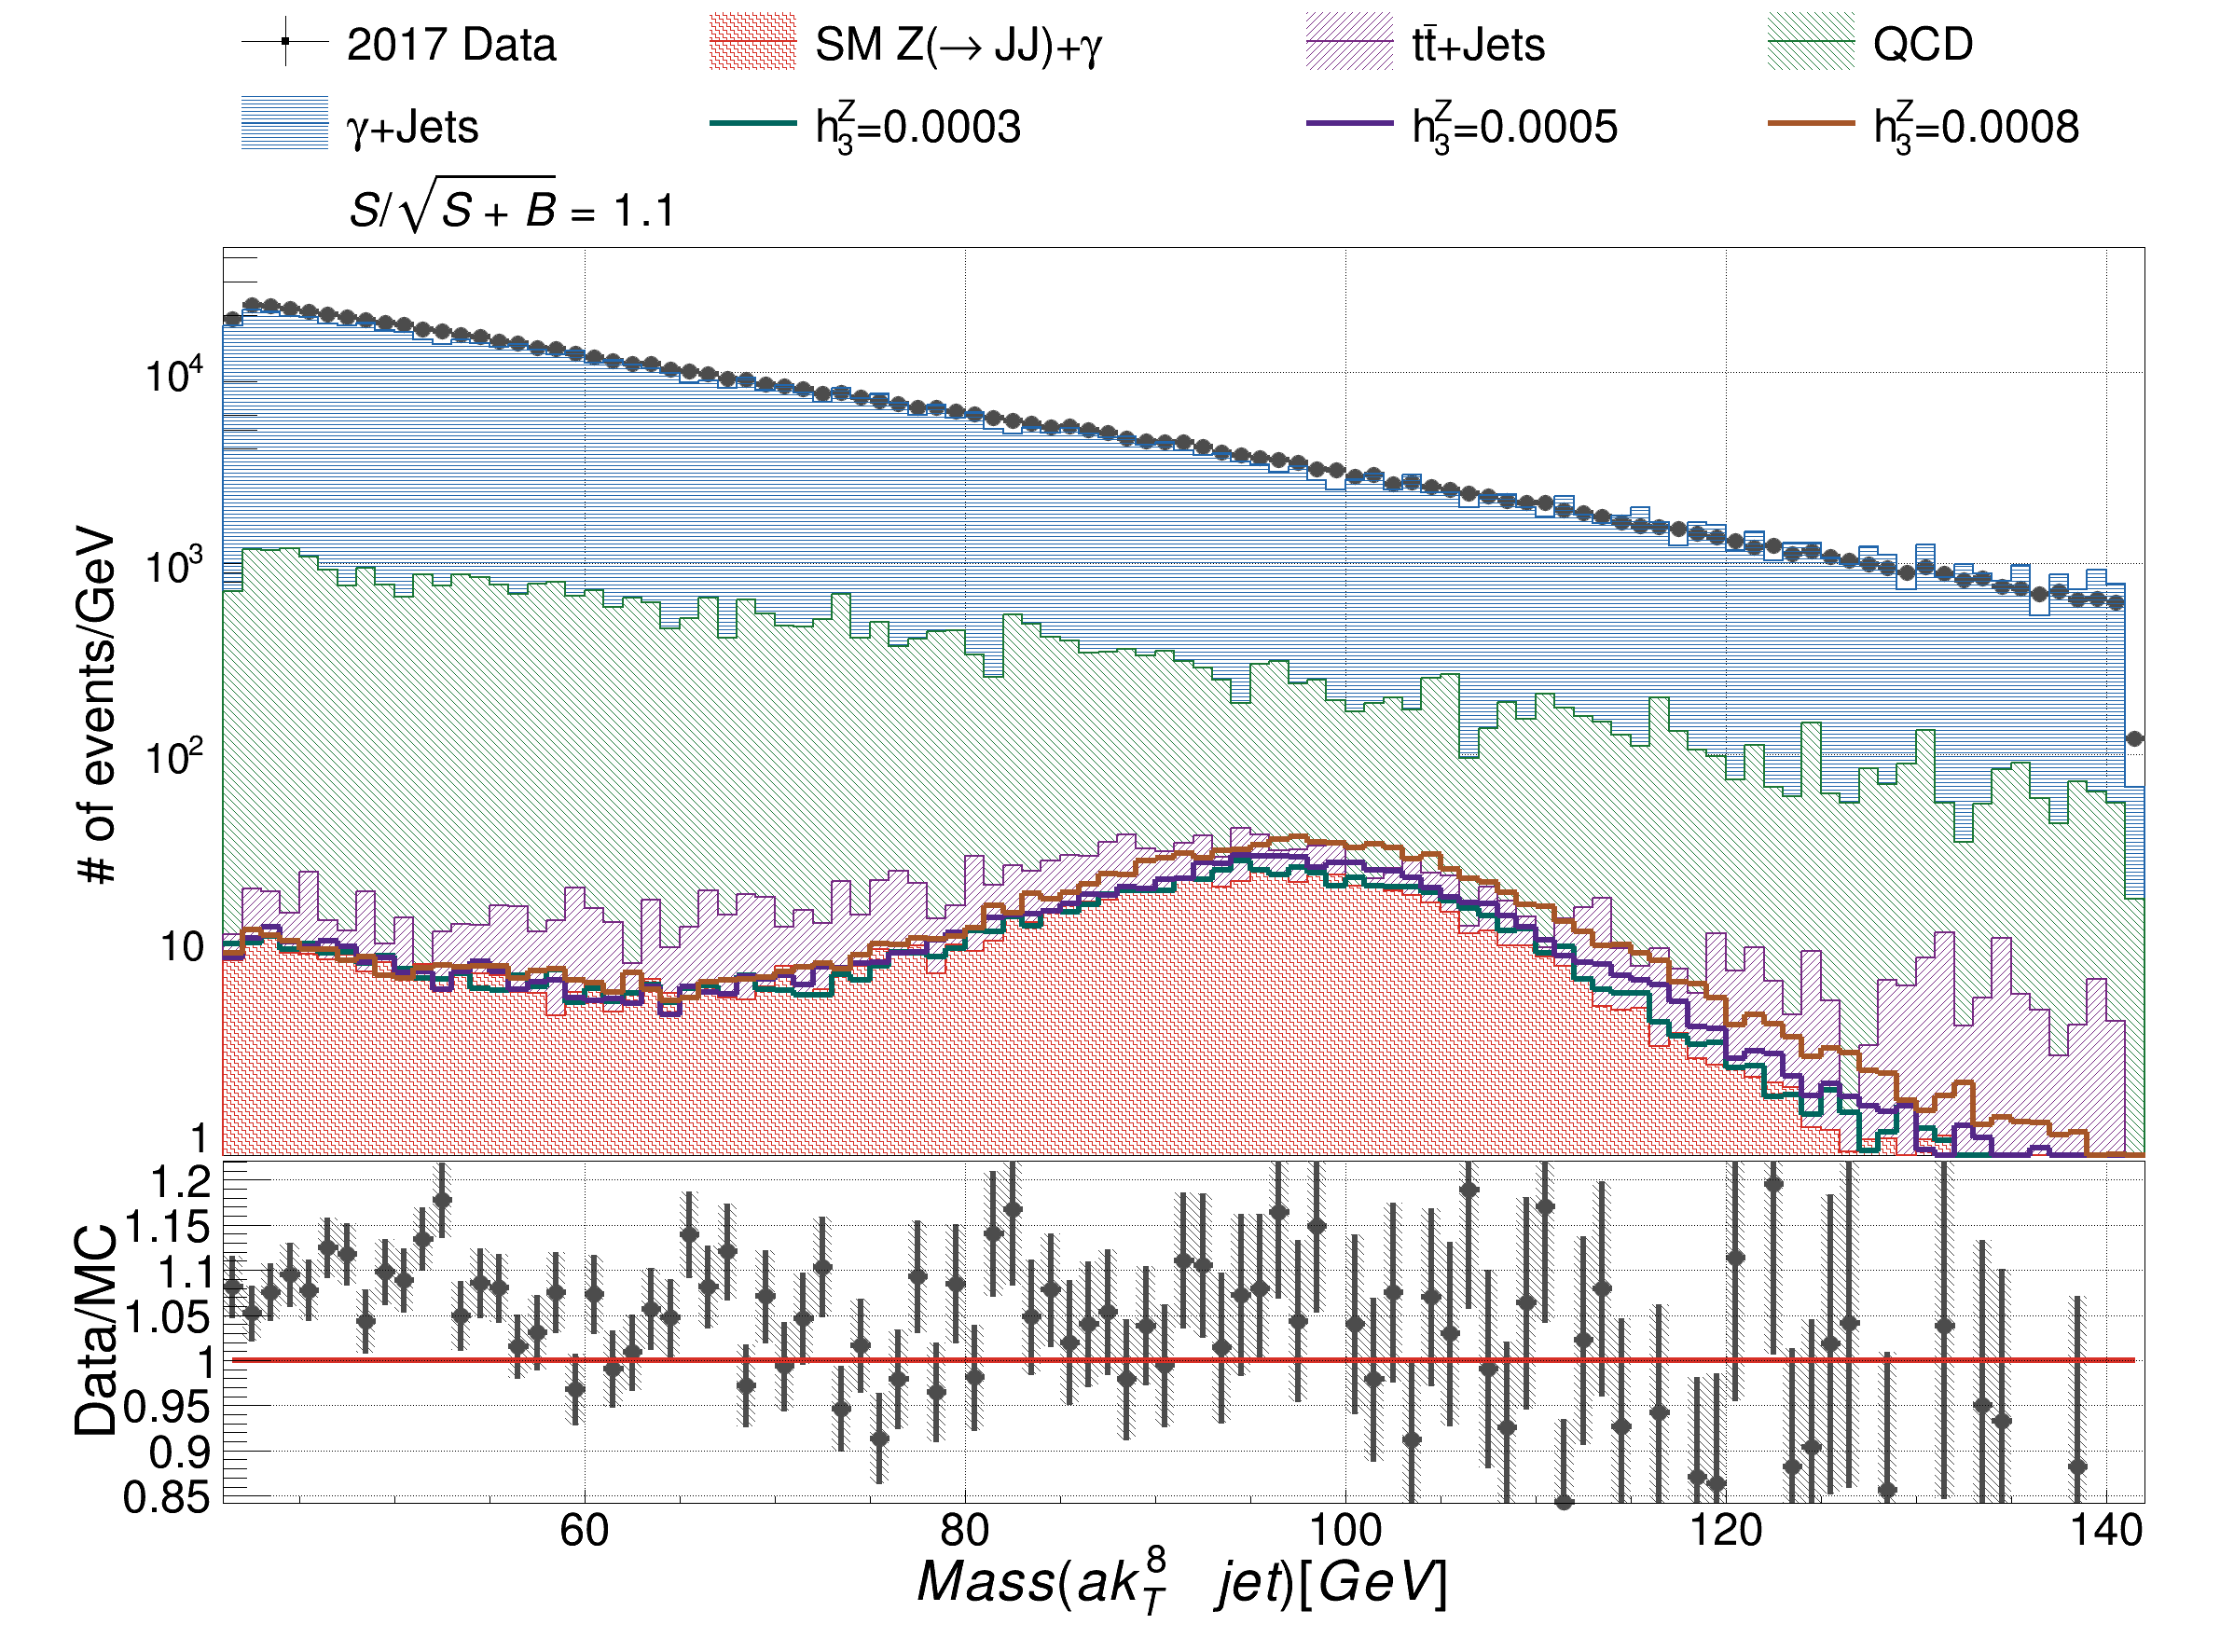 2017 Data SM Z(→ JJ)+γ tt̄+Jets QCD
γ+Jets h₃ᶻ=0.0003 h₃ᶻ=0.0005 h₃ᶻ=0.0008
S/√S + B = 1.1
# of events/GeV
10⁴
10³
10²
10
1
Data/MC
1.2
1.15
1.1
1.05
1
0.95
0.9
0.85
60 80 100 120 140
Mass(ak_T^8 jet)[GeV]